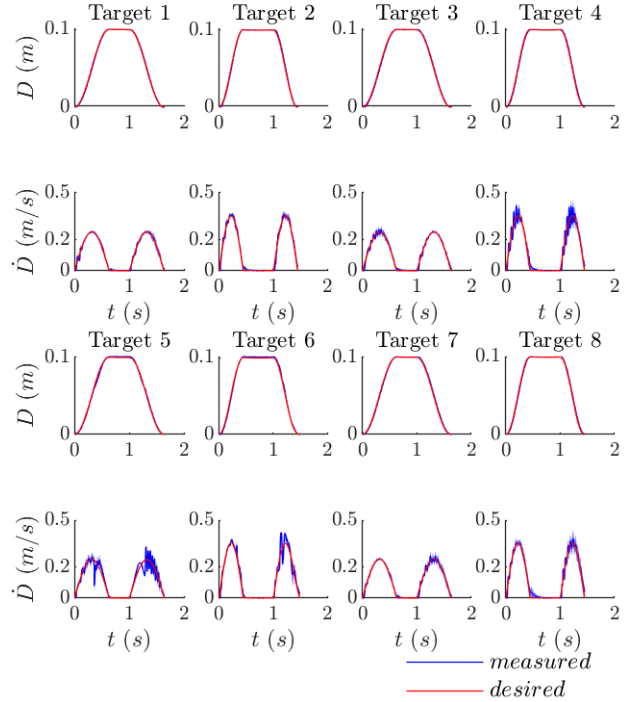 Target 1 Target 2 Target 3 Target 4
D (m)
0.1 0.1 0.1 0.1
0 0 0 0
0 1 2 0 1 2 0 1 2 0 1 2
Ḋ (m/s)
0.5 0.5 0.5 0.5
0.2 0.2 0.2 0.2
0 0 0 0
0 1 2 0 1 2 0 1 2 0 1 2
t (s) t (s) t (s) t (s)
Target 5 Target 6 Target 7 Target 8
D (m)
0.1 0.1 0.1 0.1
0 0 0 0
0 1 2 0 1 2 0 1 2 0 1 2
Ḋ (m/s)
0.5 0.5 0.5 0.5
0.2 0.2 0.2 0.2
0 0 0 0
0 1 2 0 1 2 0 1 2 0 1 2
t (s) t (s) t (s) t (s)
measured
desired